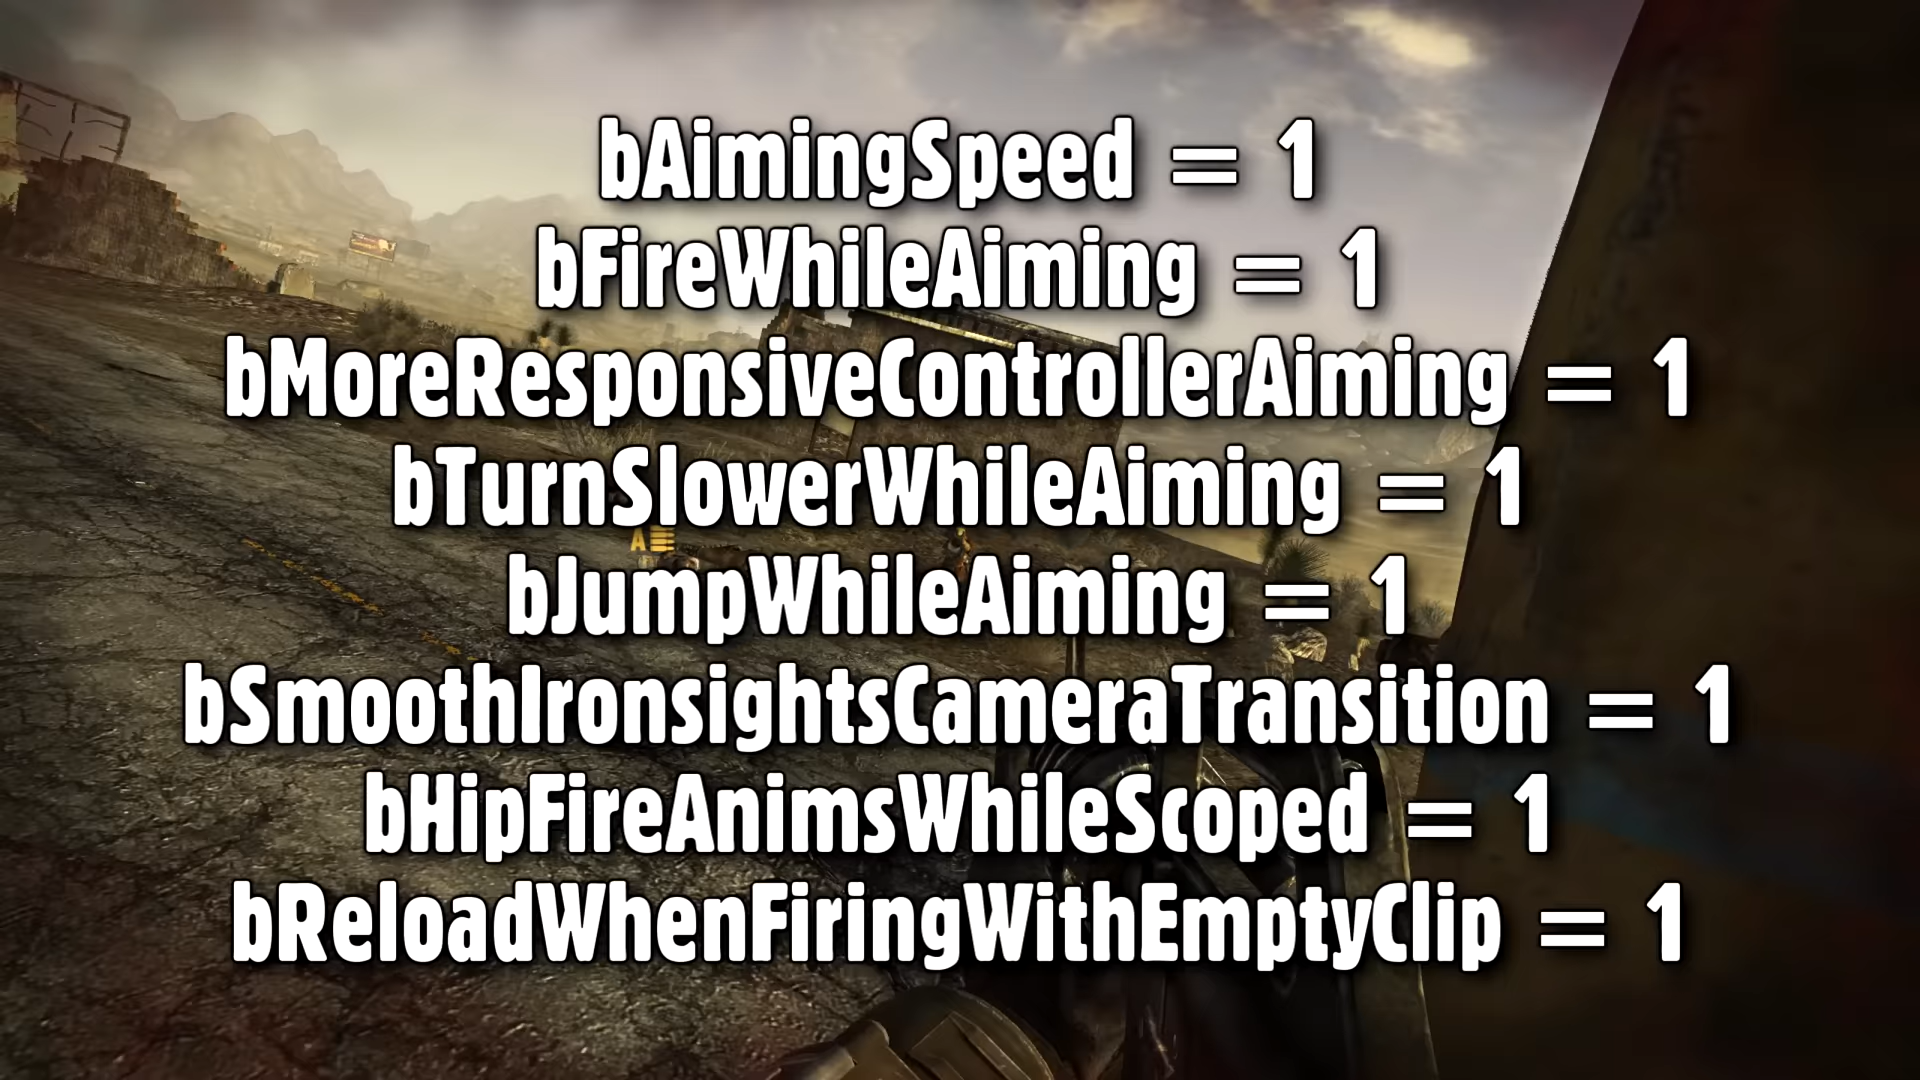 bAimingSpeed = 1
bFireWhileAiming = 1
bMoreResponsiveControllerAiming = 1
bTurnSlowerWhileAiming = 1
bJumpWhileAiming = 1
bSmoothIronsightsCameraTransition = 1
bHipFireAnimsWhileScoped = 1
bReloadWhenFiringWithEmptyClip = 1